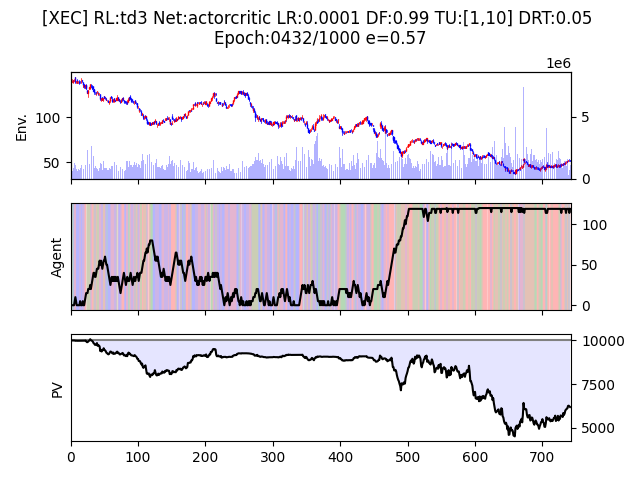 [XEC] RL:td3 Net:actorcritic LR:0.0001 DF:0.99 TU:[1,10] DRT:0.05
Epoch:0432/1000 e=0.57
1e6
Env.
100
50
5
0
Agent
100
50
0
PV
10000
7500
5000
0 100 200 300 400 500 600 700